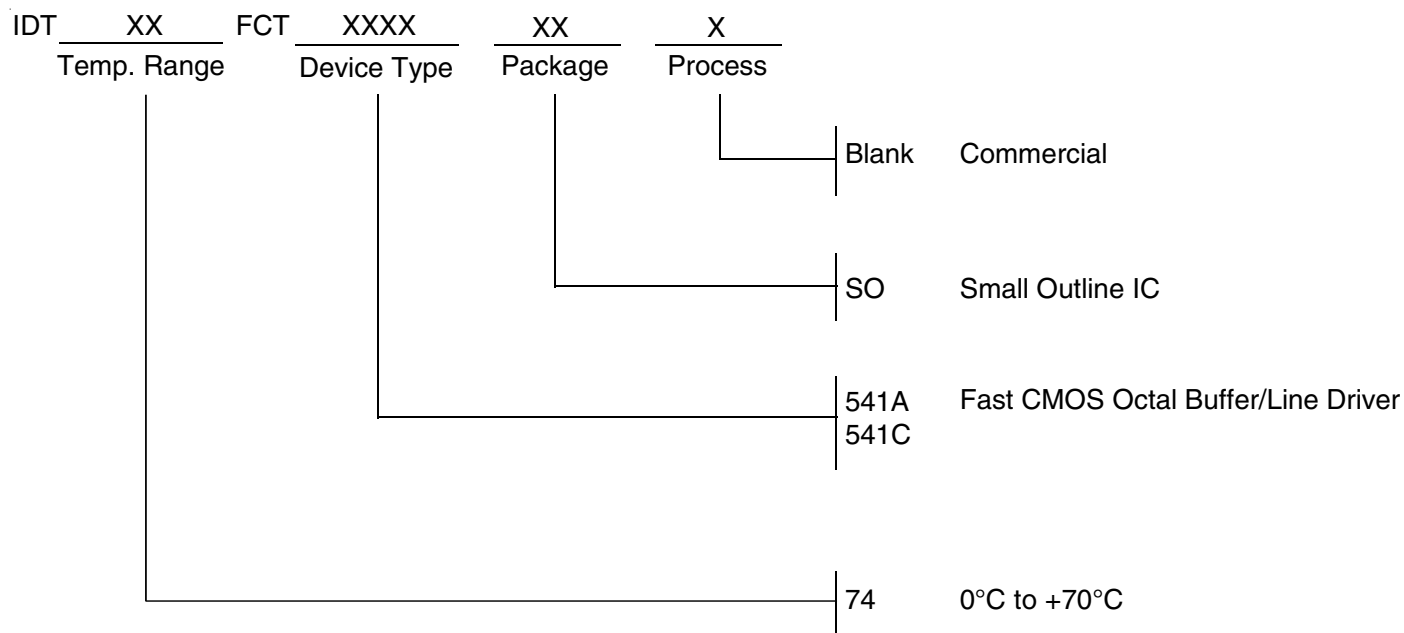 IDT XX FCT XXXX XX X
Temp. Range Device Type Package Process
Blank Commercial
SO Small Outline IC
541A Fast CMOS Octal Buffer/Line Driver
541C
74 0°C to +70°C